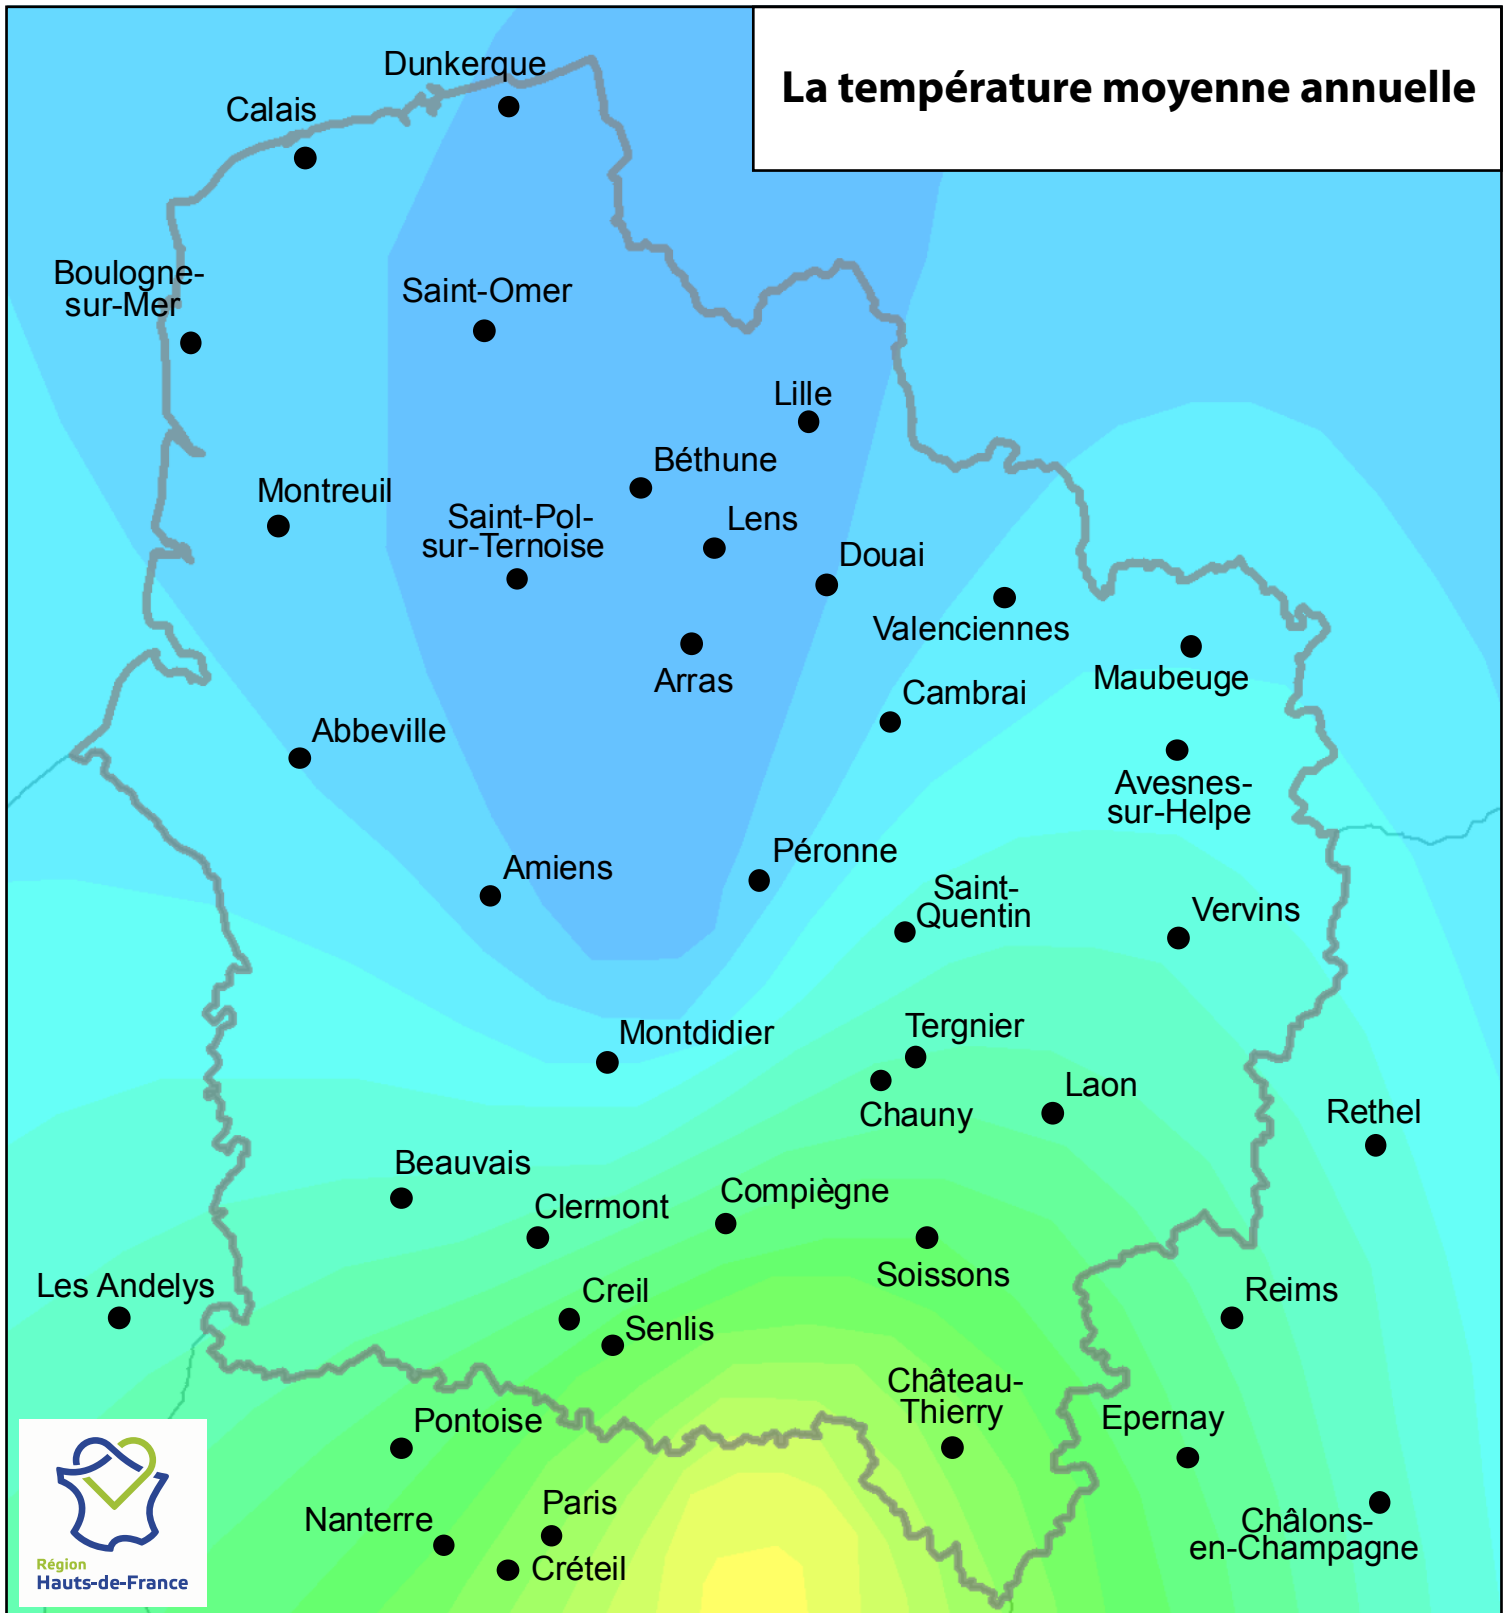 La température moyenne annuelle
Dunkerque
Calais
Boulogne-
sur-Mer
Saint-Omer
Lille
Béthune
Montreuil
Saint-Pol-
sur-Ternoise
Lens
Douai
Valenciennes
Maubeuge
Arras
Cambrai
Abbeville
Avesnes-
sur-Helpe
Amiens
Péronne
Saint-
Quentin
Vervins
Montdidier
Tergnier
Chauny
Laon
Rethel
Beauvais
Clermont
Compiègne
Soissons
Les Andelys
Creil
Senlis
Reims
Château-
Thierry
Pontoise
Epernay
Nanterre
Paris
Créteil
Châlons-
en-Champagne
Région
Hauts-de-France